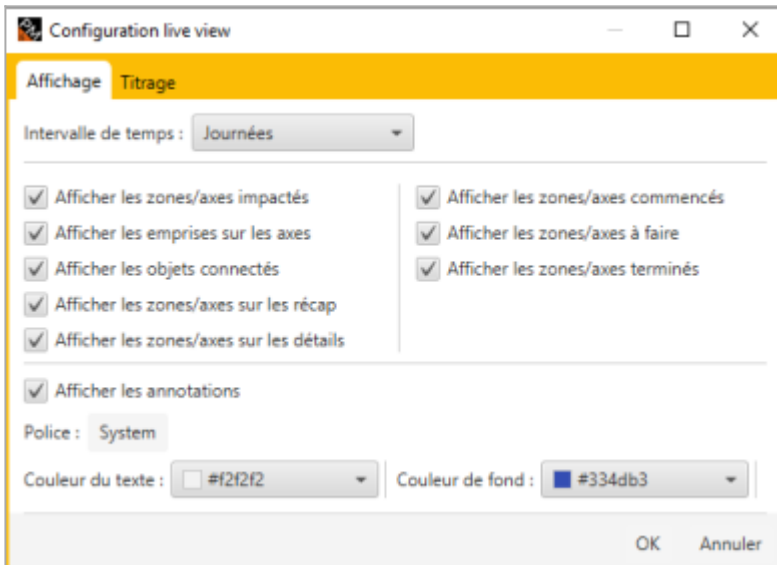 Configuration live view
Affichage Titrage
Intervalle de temps : Journées
Afficher les zones/axes impactés
Afficher les emprises sur les axes
Afficher les objets connectés
Afficher les zones/axes sur les récap
Afficher les zones/axes sur les détails
Afficher les zones/axes commencés
Afficher les zones/axes à faire
Afficher les zones/axes terminés
Afficher les annotations
Police : System
Couleur du texte : #f2f2f2 Couleur de fond : #334db3
OK Annuler